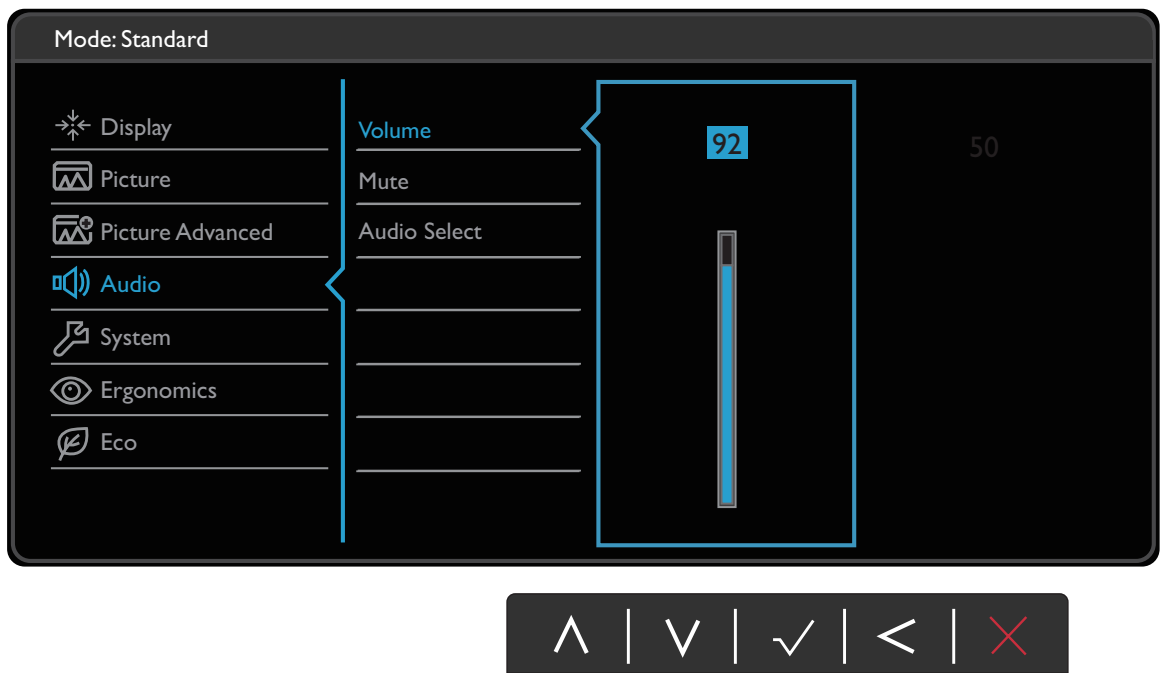 Mode: Standard
Display
Picture
Picture Advanced
Audio
System
Ergonomics
Eco
Volume
Mute
Audio Select
92
50